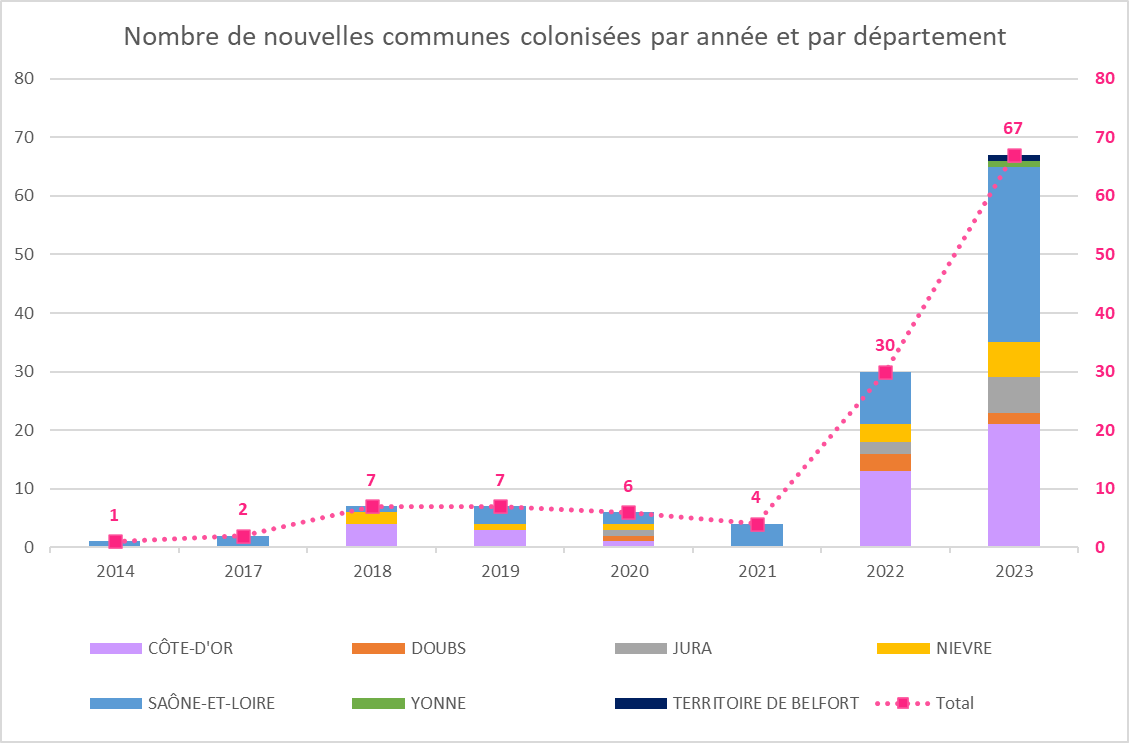 Nombre de nouvelles communes colonisées par année et par département
80 80
70 67 70
60 60
50 50
40 40
30 30 30
20 20
10 7 7 6 4 10
0 1 2 0
2014 2017 2018 2019 2020 2021 2022 2023
CÔTE-D'OR DOUBS JURA NIEVRE
SAÔNE-ET-LOIRE YONNE TERRITOIRE DE BELFORT Total